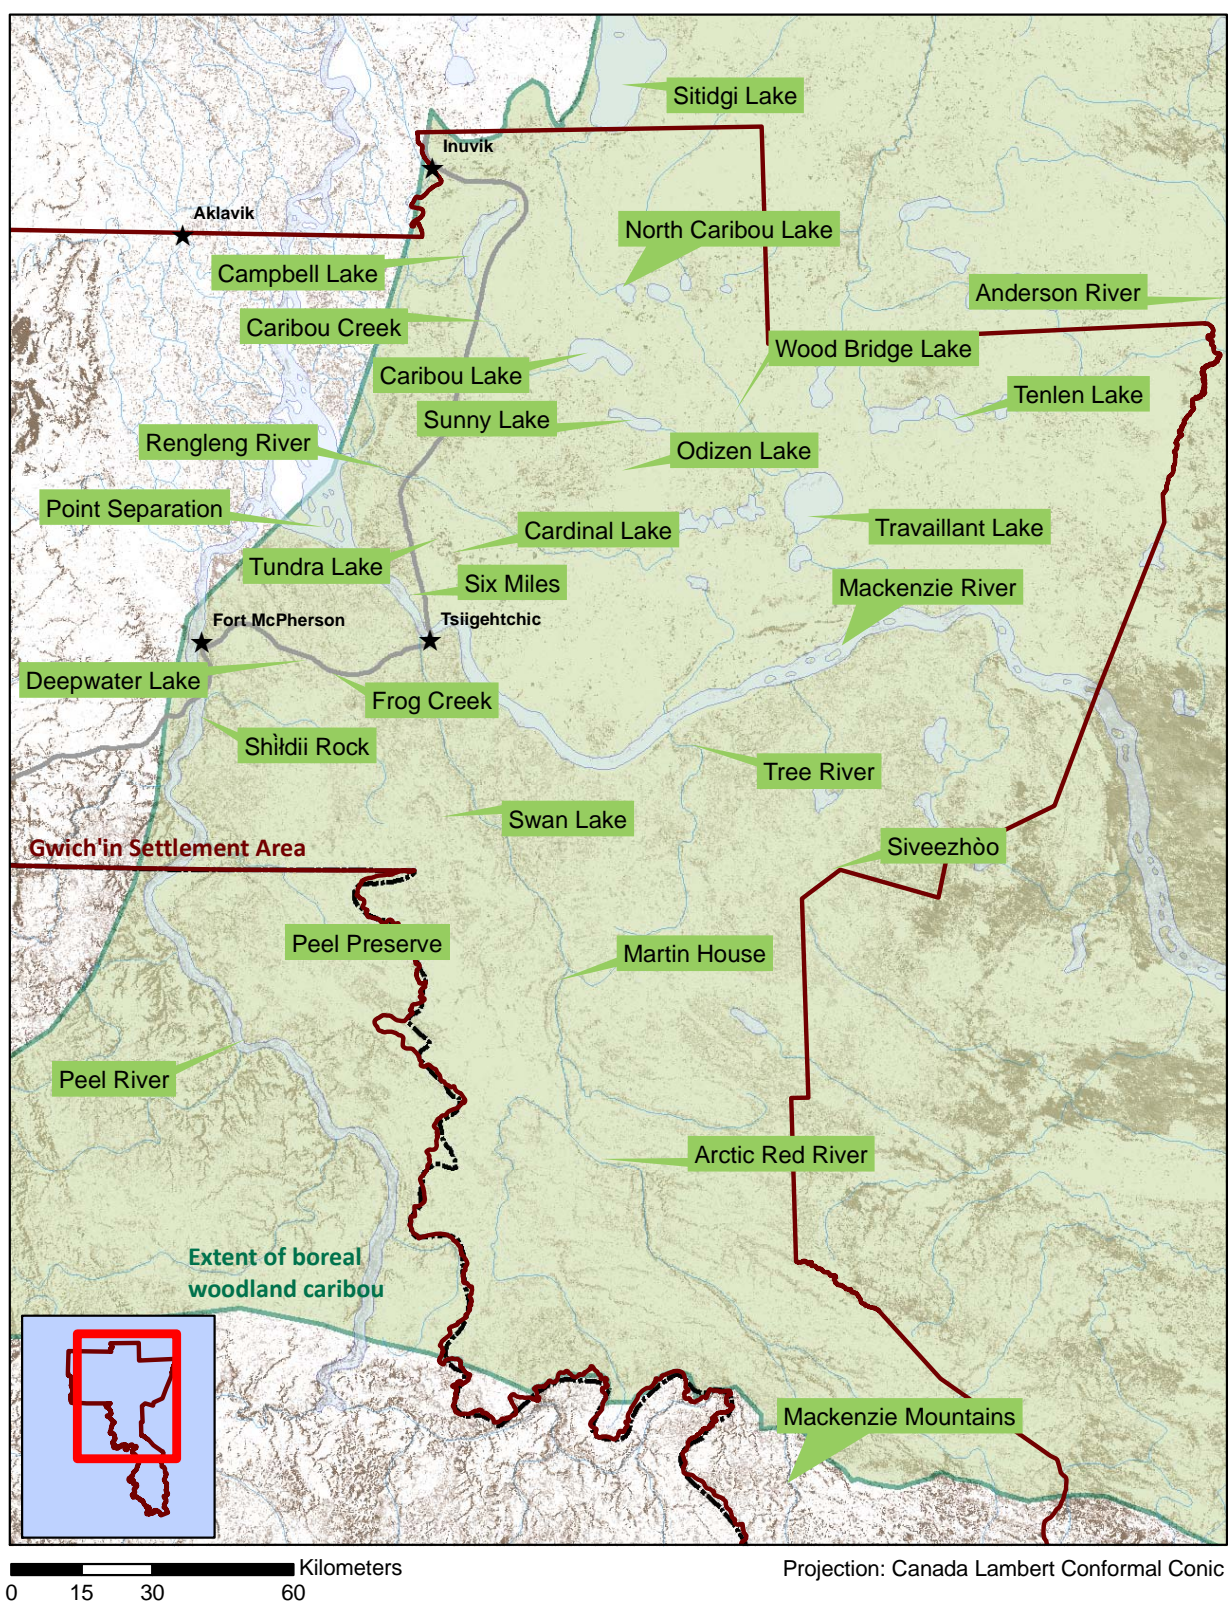 Sitidgi Lake
Inuvik
Aklavik
North Caribou Lake
Campbell Lake
Anderson River
Caribou Creek
Wood Bridge Lake
Caribou Lake
Tenlen Lake
Sunny Lake
Rengleng River
Odizen Lake
Point Separation
Cardinal Lake
Travaillant Lake
Tundra Lake
Six Miles
Mackenzie River
Fort McPherson
Tsiigehtchic
Deepwater Lake
Frog Creek
Shìłdii Rock
Tree River
Swan Lake
Gwich'in Settlement Area
Siveezhòo
Peel Preserve
Martin House
Peel River
Arctic Red River
Extent of boreal
woodland caribou
Mackenzie Mountains
Kilometers
0 15 30 60
Projection: Canada Lambert Conformal Conic